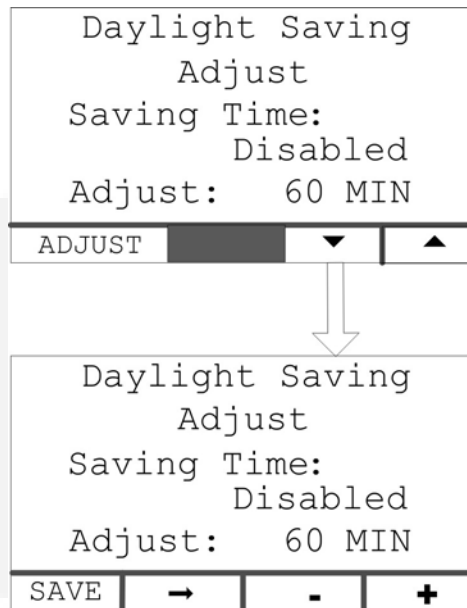 Daylight Saving
Adjust
Saving Time:
Disabled
Adjust: 60 MIN
ADJUST ▼ ▲
Daylight Saving
Adjust
Saving Time:
Disabled
Adjust: 60 MIN
SAVE → - +